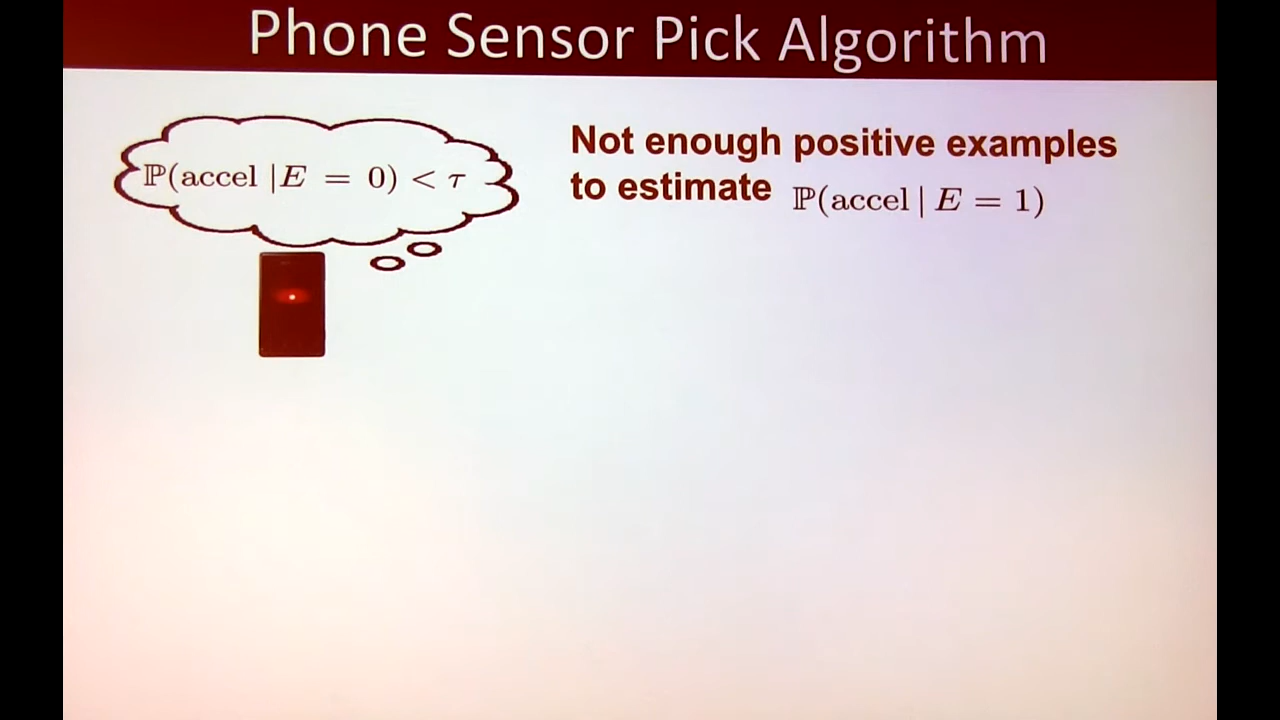 Phone Sensor Pick Algorithm
ℙ(accel | E = 0) < τ
Not enough positive examples
to estimate ℙ(accel | E = 1)